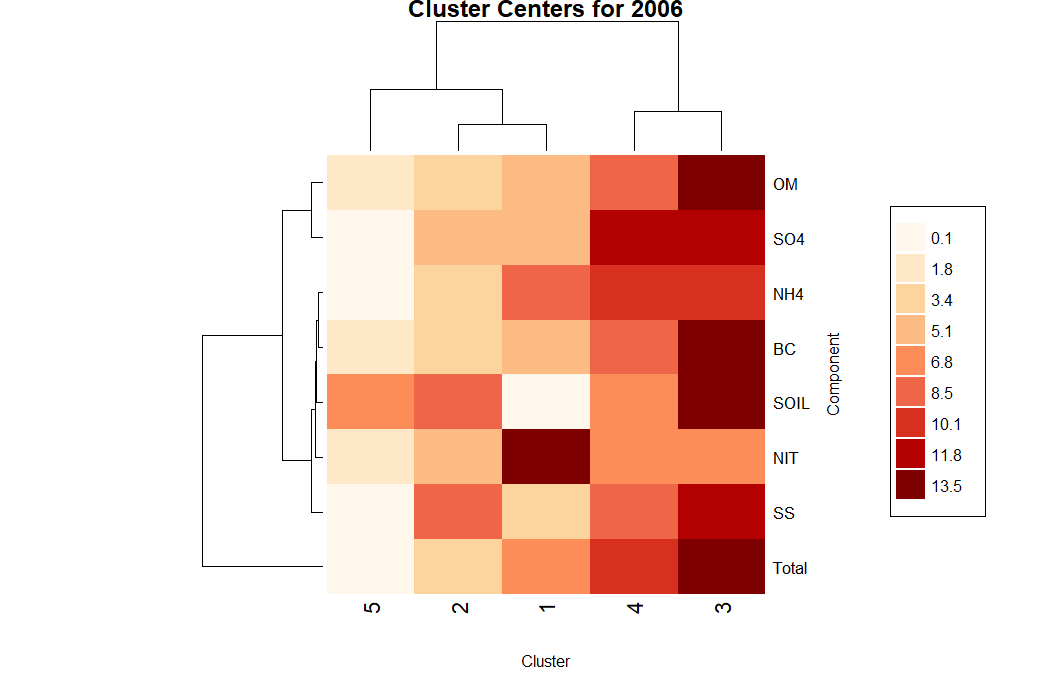 Cluster Centers for 2006
OM
SO4
NH4
BC
SOIL
NIT
SS
Total
Component
0.1
1.8
3.4
5.1
6.8
8.5
10.1
11.8
13.5
5 2 1 4 3
Cluster